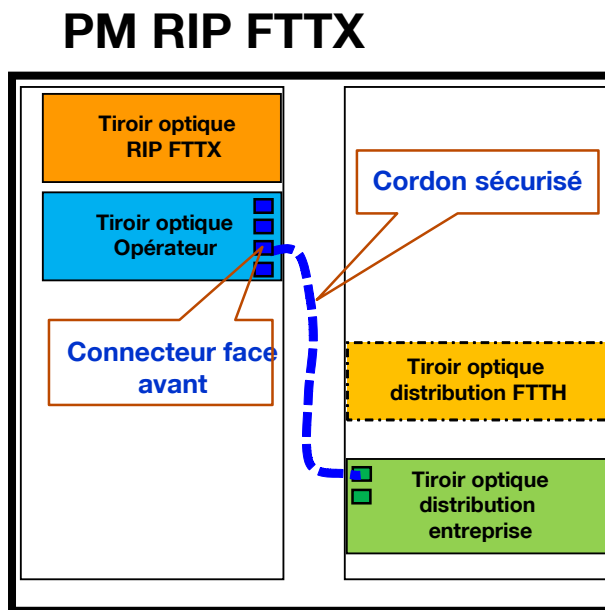 PM RIP FTTX
Tiroir optique
RIP FTTX
Cordon sécurisé
Tiroir optique
Opérateur
Connecteur face
avant
Tiroir optique
distribution FTTH
Tiroir optique
distribution
entreprise